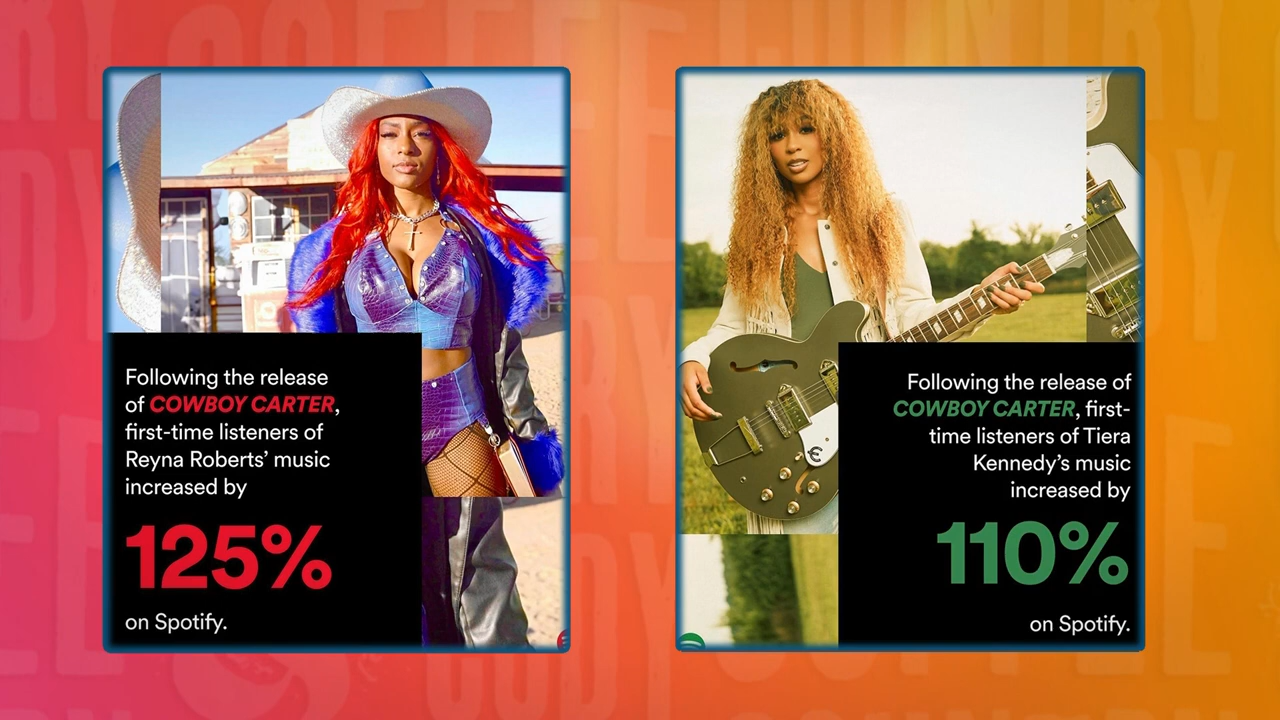 Following the release
of COWBOY CARTER,
first-time listeners of
Reyna Roberts’ music
increased by
125%
on Spotify.
Following the release of
COWBOY CARTER, first-
time listeners of Tiera
Kennedy’s music
increased by
110%
on Spotify.